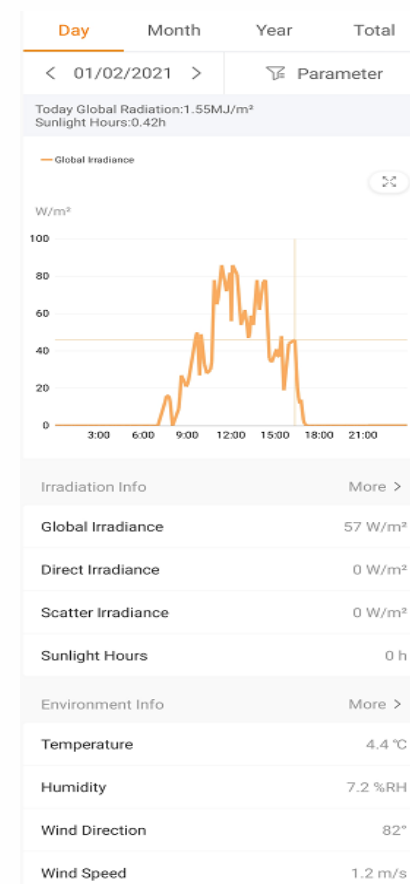 Day Month Year Total
01/02/2021 Parameter
Today Global Radiation:1.55MJ/m²
Sunlight Hours:0.42h
Global Irradiance
W/m²
100
80
60
40
20
0
3:00 6:00 9:00 12:00 15:00 18:00 21:00
Irradiation Info More >
Global Irradiance 57 W/m²
Direct Irradiance 0 W/m²
Scatter Irradiance 0 W/m²
Sunlight Hours 0 h
Environment Info More >
Temperature 4.4 ℃
Humidity 7.2 %RH
Wind Direction 82°
Wind Speed 1.2 m/s